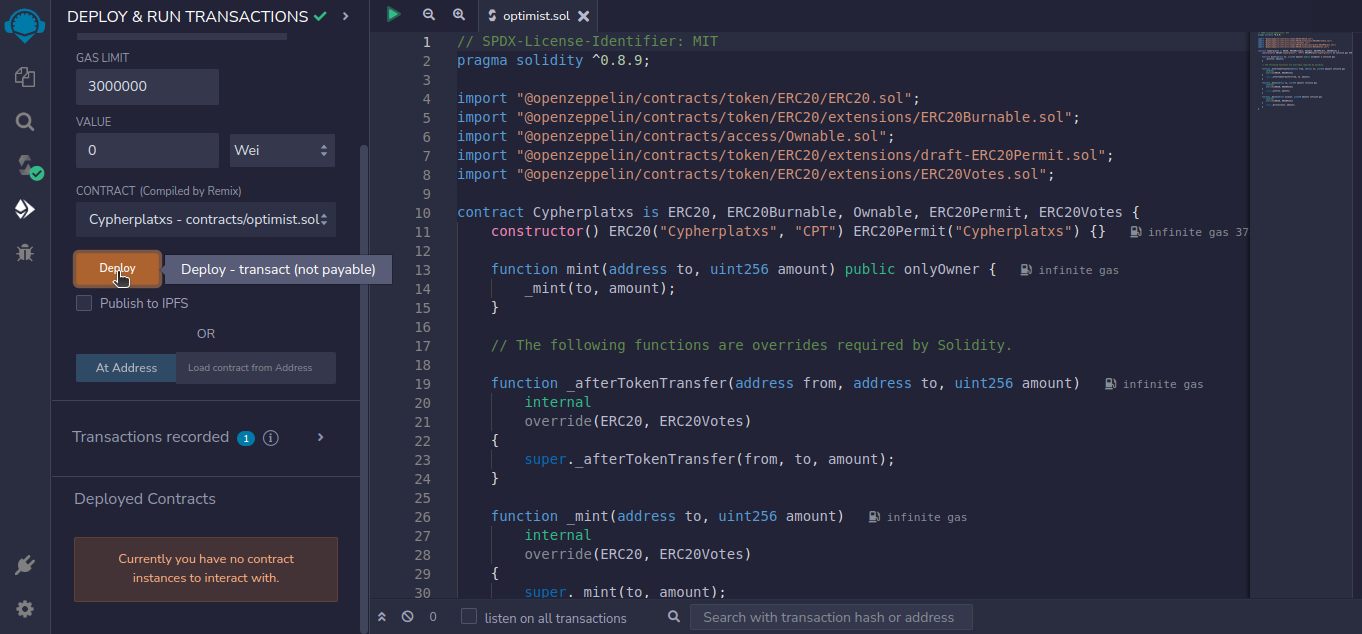 DEPLOY & RUN TRANSACTIONS
GAS LIMIT
3000000
VALUE
0
Wei
CONTRACT (Compiled by Remix)
Cypherplatxs - contracts/optimist.sol
Deploy
Deploy - transact (not payable)
Publish to IPFS
OR
At Address
Load contract from Address
Transactions recorded 1 i
Deployed Contracts
Currently you have no contract
instances to interact with.
optimist.sol
1 // SPDX-License-Identifier: MIT
2 pragma solidity ^0.8.9;
3
4 import "@openzeppelin/contracts/token/ERC20/ERC20.sol";
5 import "@openzeppelin/contracts/token/ERC20/extensions/ERC20Burnable.sol";
6 import "@openzeppelin/contracts/access/Ownable.sol";
7 import "@openzeppelin/contracts/token/ERC20/extensions/draft-ERC20Permit.sol";
8 import "@openzeppelin/contracts/token/ERC20/extensions/ERC20Votes.sol";
9
10 contract Cypherplatxs is ERC20, ERC20Burnable, Ownable, ERC20Permit, ERC20Votes {
11 constructor() ERC20("Cypherplatxs", "CPT") ERC20Permit("Cypherplatxs") {} infinite gas 37
12
13 function mint(address to, uint256 amount) public onlyOwner { infinite gas
14 _mint(to, amount);
15 }
16
17 // The following functions are overrides required by Solidity.
18
19 function _afterTokenTransfer(address from, address to, uint256 amount) infinite gas
20 internal
21 override(ERC20, ERC20Votes)
22 {
23 super._afterTokenTransfer(from, to, amount);
24 }
25
26 function _mint(address to, uint256 amount) infinite gas
27 internal
28 override(ERC20, ERC20Votes)
29 {
30 super._mint(to, amount);
0
listen on all transactions
Search with transaction hash or address